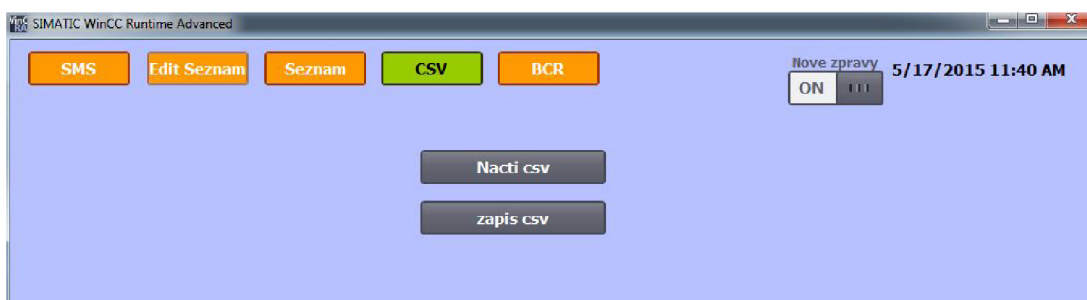 SIMATIC WinCC Runtime Advanced
SMS Edit Seznam Seznam CSV BCR
Nove zpravy
ON
5/17/2015 11:40 AM
Nacti csv
zapis csv